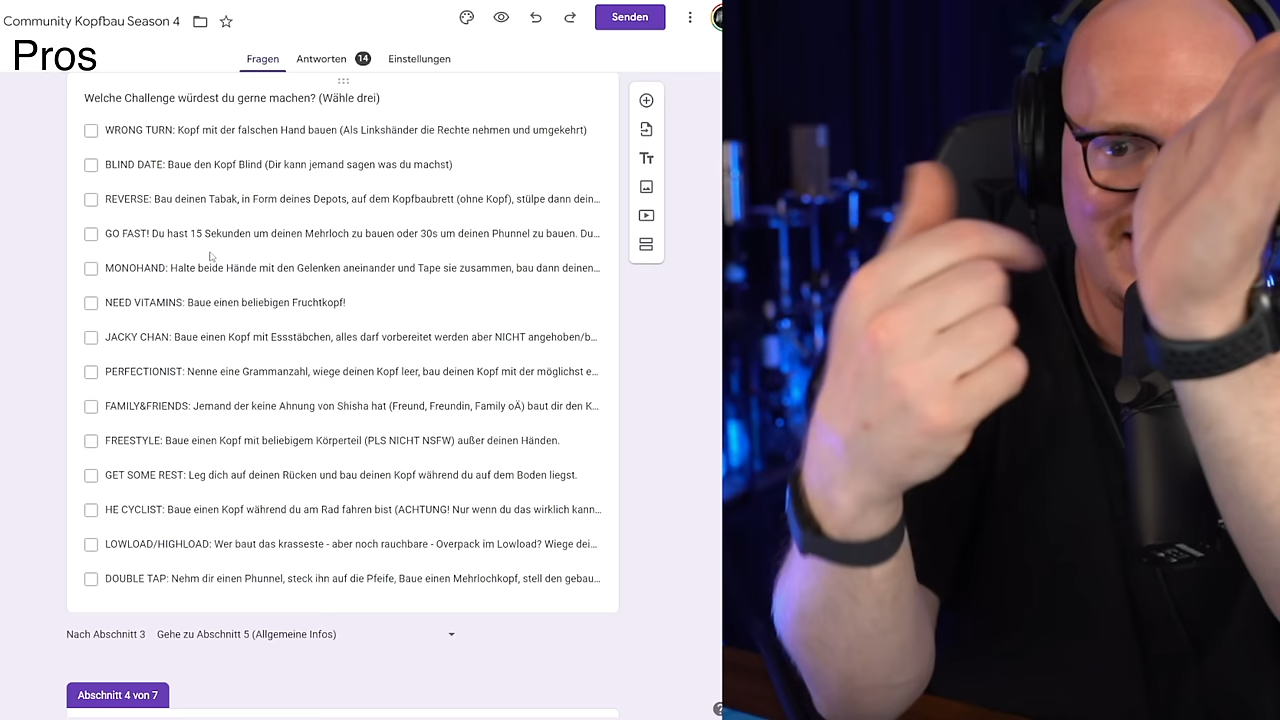 Community Kopfbau Season 4
Senden
Pros
Fragen
Antworten 14
Einstellungen
Welche Challenge würdest du gerne machen? (Wähle drei)
WRONG TURN: Kopf mit der falschen Hand bauen (Als Linkshänder die Rechte nehmen und umgekehrt)
BLIND DATE: Baue den Kopf Blind (Dir kann jemand sagen was du machst)
REVERSE: Bau deinen Tabak, in Form deines Depots, auf dem Kopfbaubrett (ohne Kopf), stülpe dann dein...
GO FAST! Du hast 15 Sekunden um deinen Mehrloch zu bauen oder 30s um deinen Phunnel zu bauen. Du...
MONOHAND: Halte beide Hände mit den Gelenken aneinander und Tape sie zusammen, bau dann deinen...
NEED VITAMINS: Baue einen beliebigen Fruchtkopf!
JACKY CHAN: Baue einen Kopf mit Essstäbchen, alles darf vorbereitet werden aber NICHT angehoben/b...
PERFECTIONIST: Nenne eine Grammanzahl, wiege deinen Kopf leer, bau deinen Kopf mit der möglichst e...
FAMILY&FRIENDS: Jemand der keine Ahnung von Shisha hat (Freund, Freundin, Family oÄ) baut dir den K...
FREESTYLE: Baue einen Kopf mit beliebigem Körperteil (PLS NICHT NSFW) außer deinen Händen.
GET SOME REST: Leg dich auf deinen Rücken und bau deinen Kopf während du auf dem Boden liegst.
HE CYCLIST: Baue einen Kopf während du am Rad fahren bist (ACHTUNG! Nur wenn du das wirklich kann...
LOWLOAD/HIGHLOAD: Wer baut das krasseste - aber noch rauchbare - Overpack im Lowload? Wiege dei...
DOUBLE TAP: Nehm dir einen Phunnel, steck ihn auf die Pfeife, Baue einen Mehrlochkopf, stell den gebau...
Nach Abschnitt 3 Gehe zu Abschnitt 5 (Allgemeine Infos)
Abschnitt 4 von 7